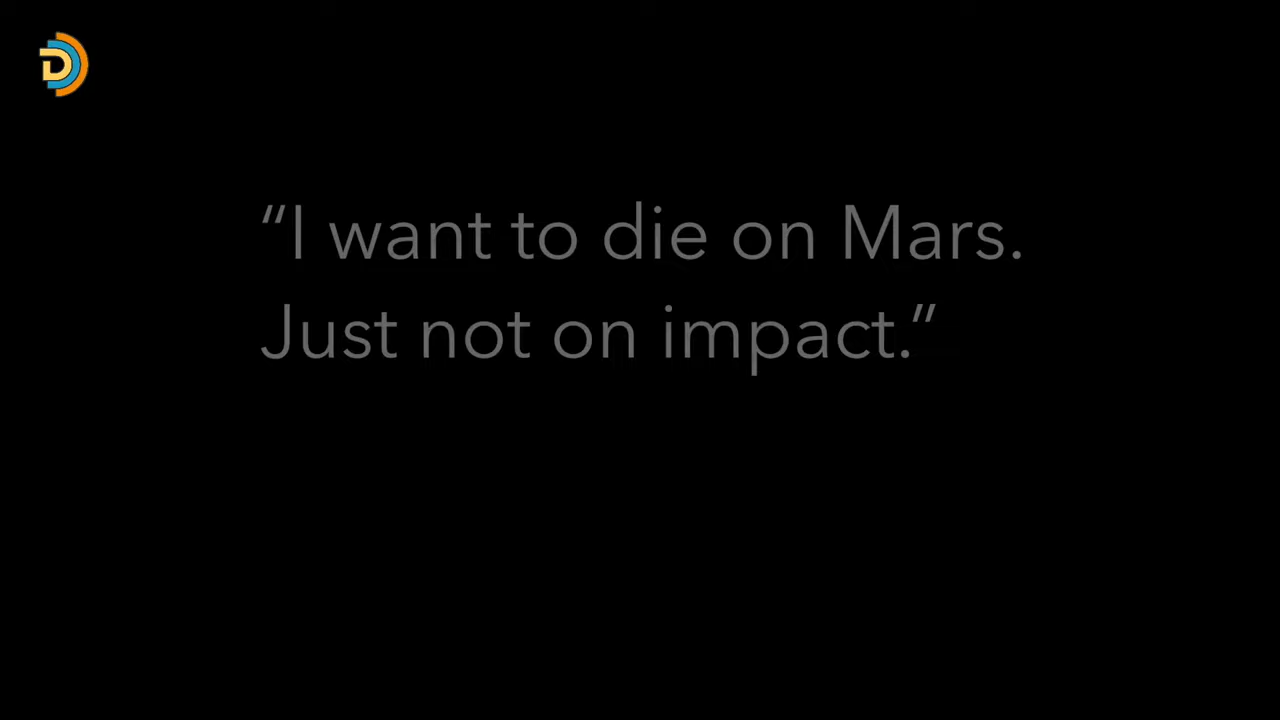 “I want to die on Mars.
Just not on impact.”